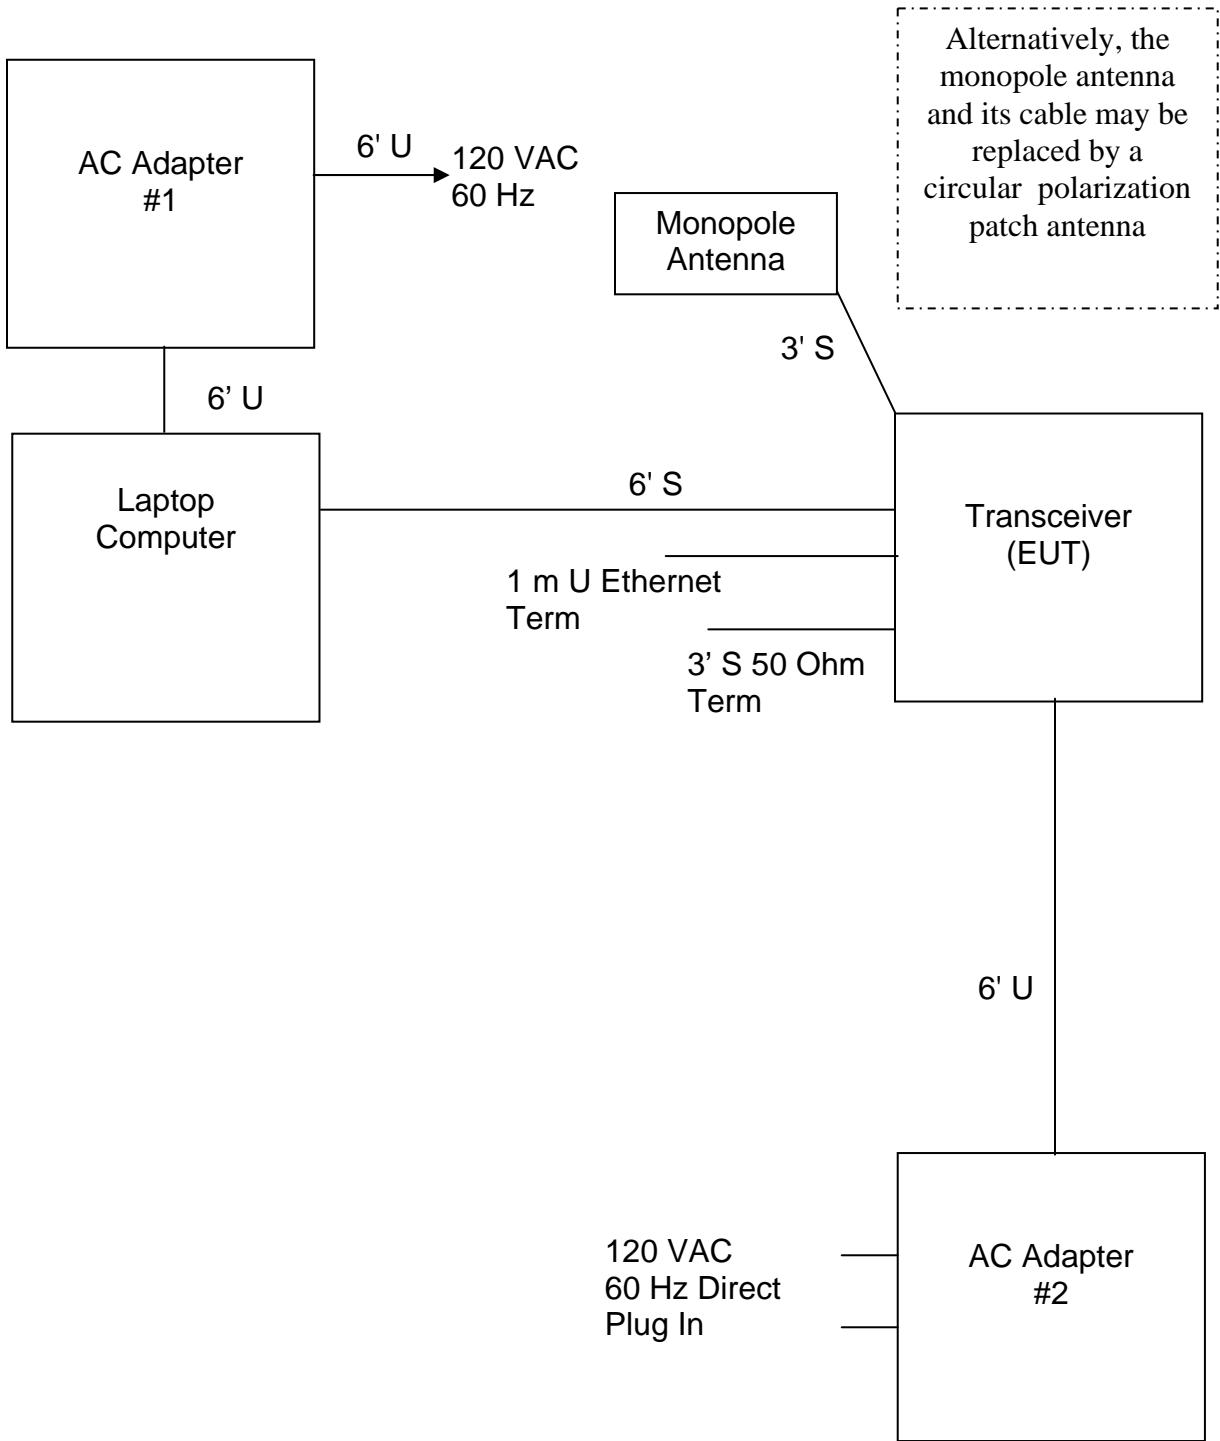 Alternatively, the
monopole antenna
and its cable may be
replaced by a
circular polarization
patch antenna
AC Adapter
#1
6' U
120 VAC
60 Hz
Monopole
Antenna
3' S
6’ U
Laptop
Computer
6' S
Transceiver
(EUT)
1 m U Ethernet
Term
3’ S 50 Ohm
Term
6' U
120 VAC
60 Hz Direct
Plug In
AC Adapter
#2